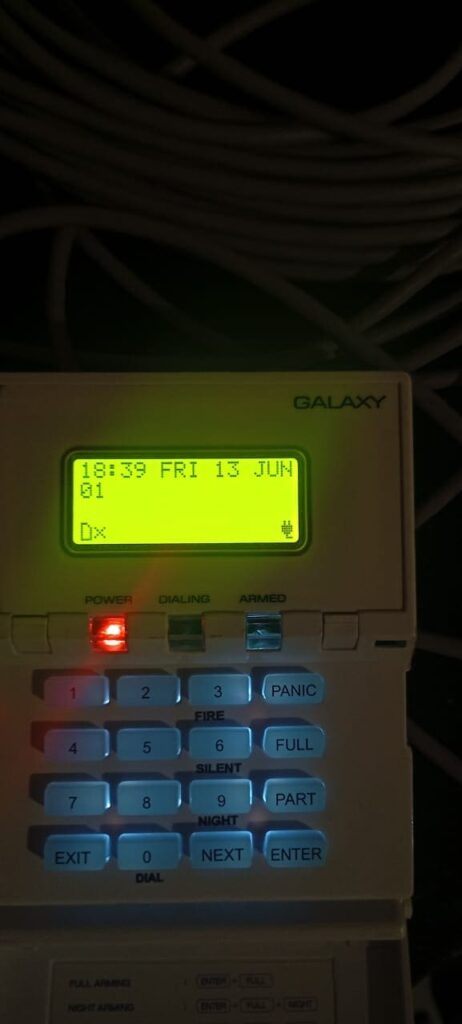 GALAXY
18:39 FRI 13 JUN
01
Dx
POWER DIALING ARMED
1 2 3 PANIC
FIRE
4 5 6 FULL
SILENT
7 8 9 PART
NIGHT
EXIT 0 NEXT ENTER
DIAL
FULL ARMING : ENTER + FULL
NIGHT ARMING : ENTER + FULL + NIGHT